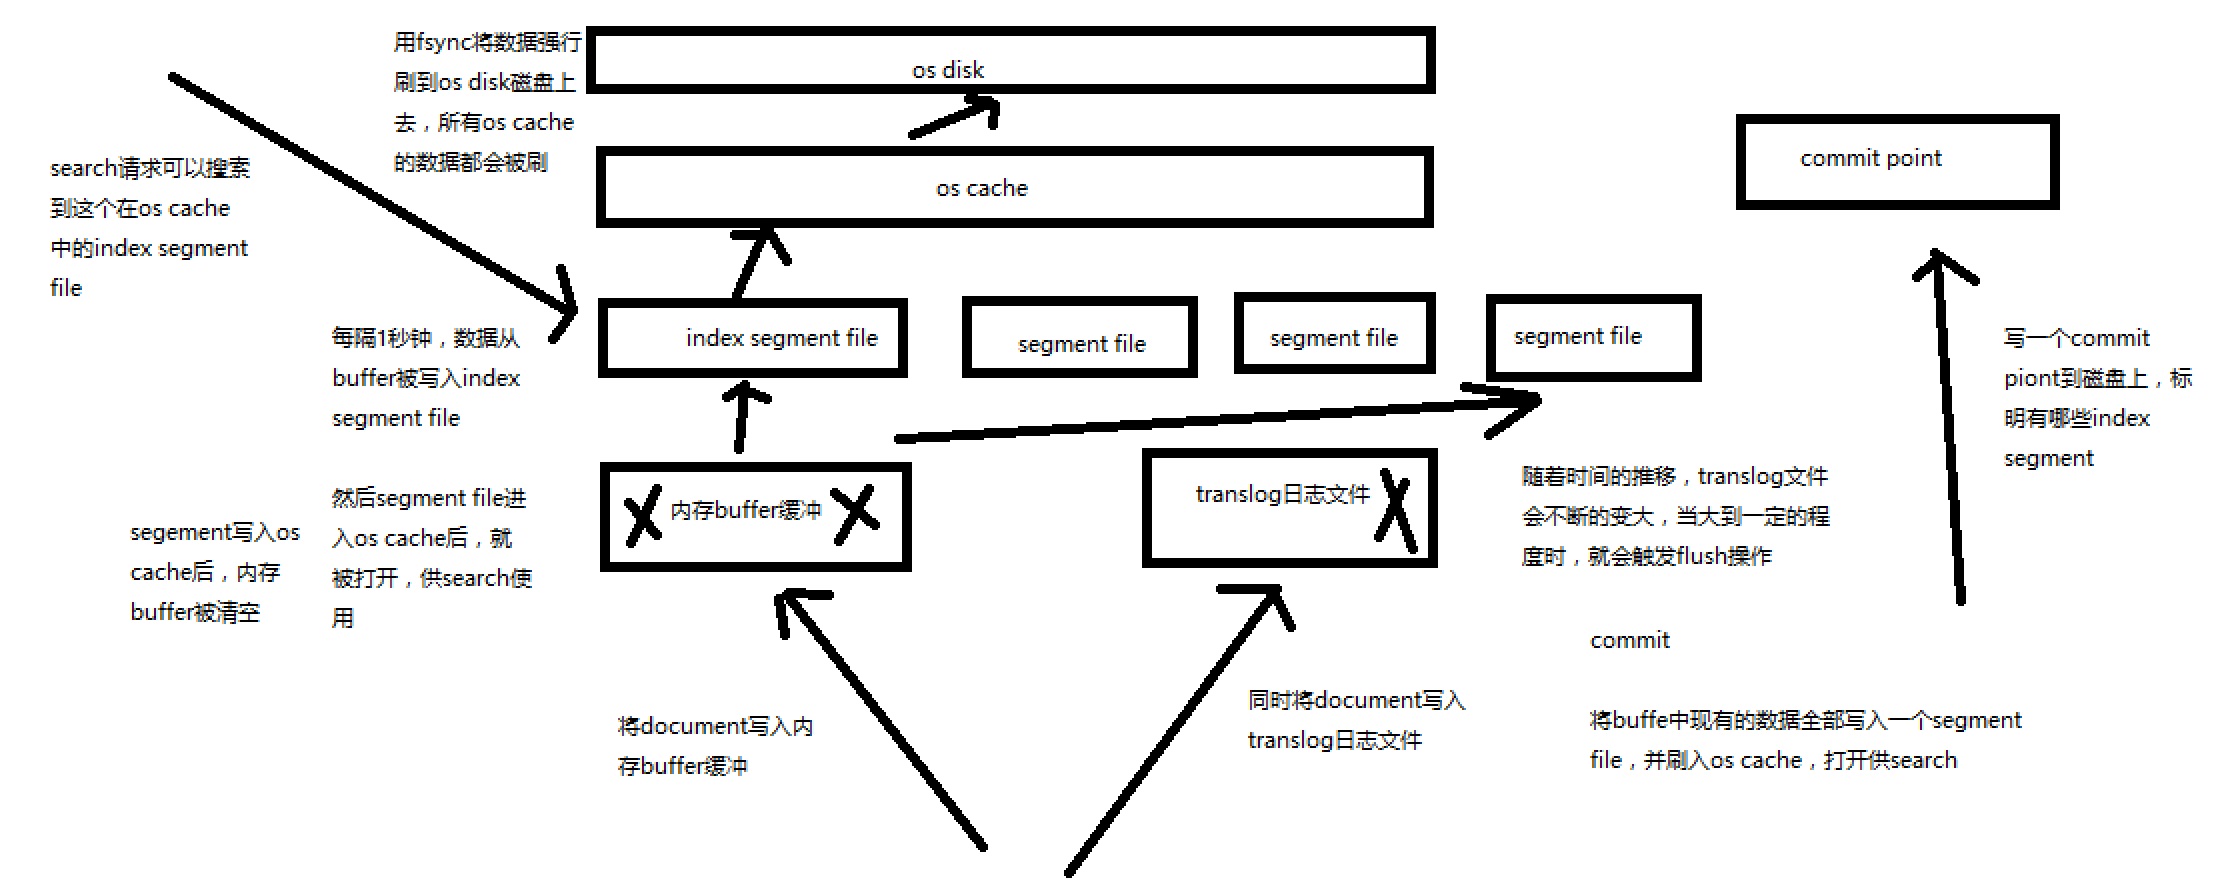 用fsync将数据强行
刷到os disk磁盘上
去，所有os cache
的数据都会被刷
os disk
os cache
commit point
search请求可以搜索
到这个在os cache
中的index segment
file
每隔1秒钟，数据从
buffer被写入index
segment file
index segment file
segment file
segment file
segment file
写一个commit
piont到磁盘上，标
明有哪些index
segment
然后segment file进
入os cache后，就
被打开，供search使
用
segement写入os
cache后，内存
buffer被清空
内存buffer缓冲
translog日志文件
随着时间的推移，translog文件
会不断的变大，当大到一定的程
度时，就会触发flush操作
commit
将buffe中现有的数据全部写入一个segment
file，并刷入os cache，打开供search
将document写入内
存buffer缓冲
同时将document写入
translog日志文件